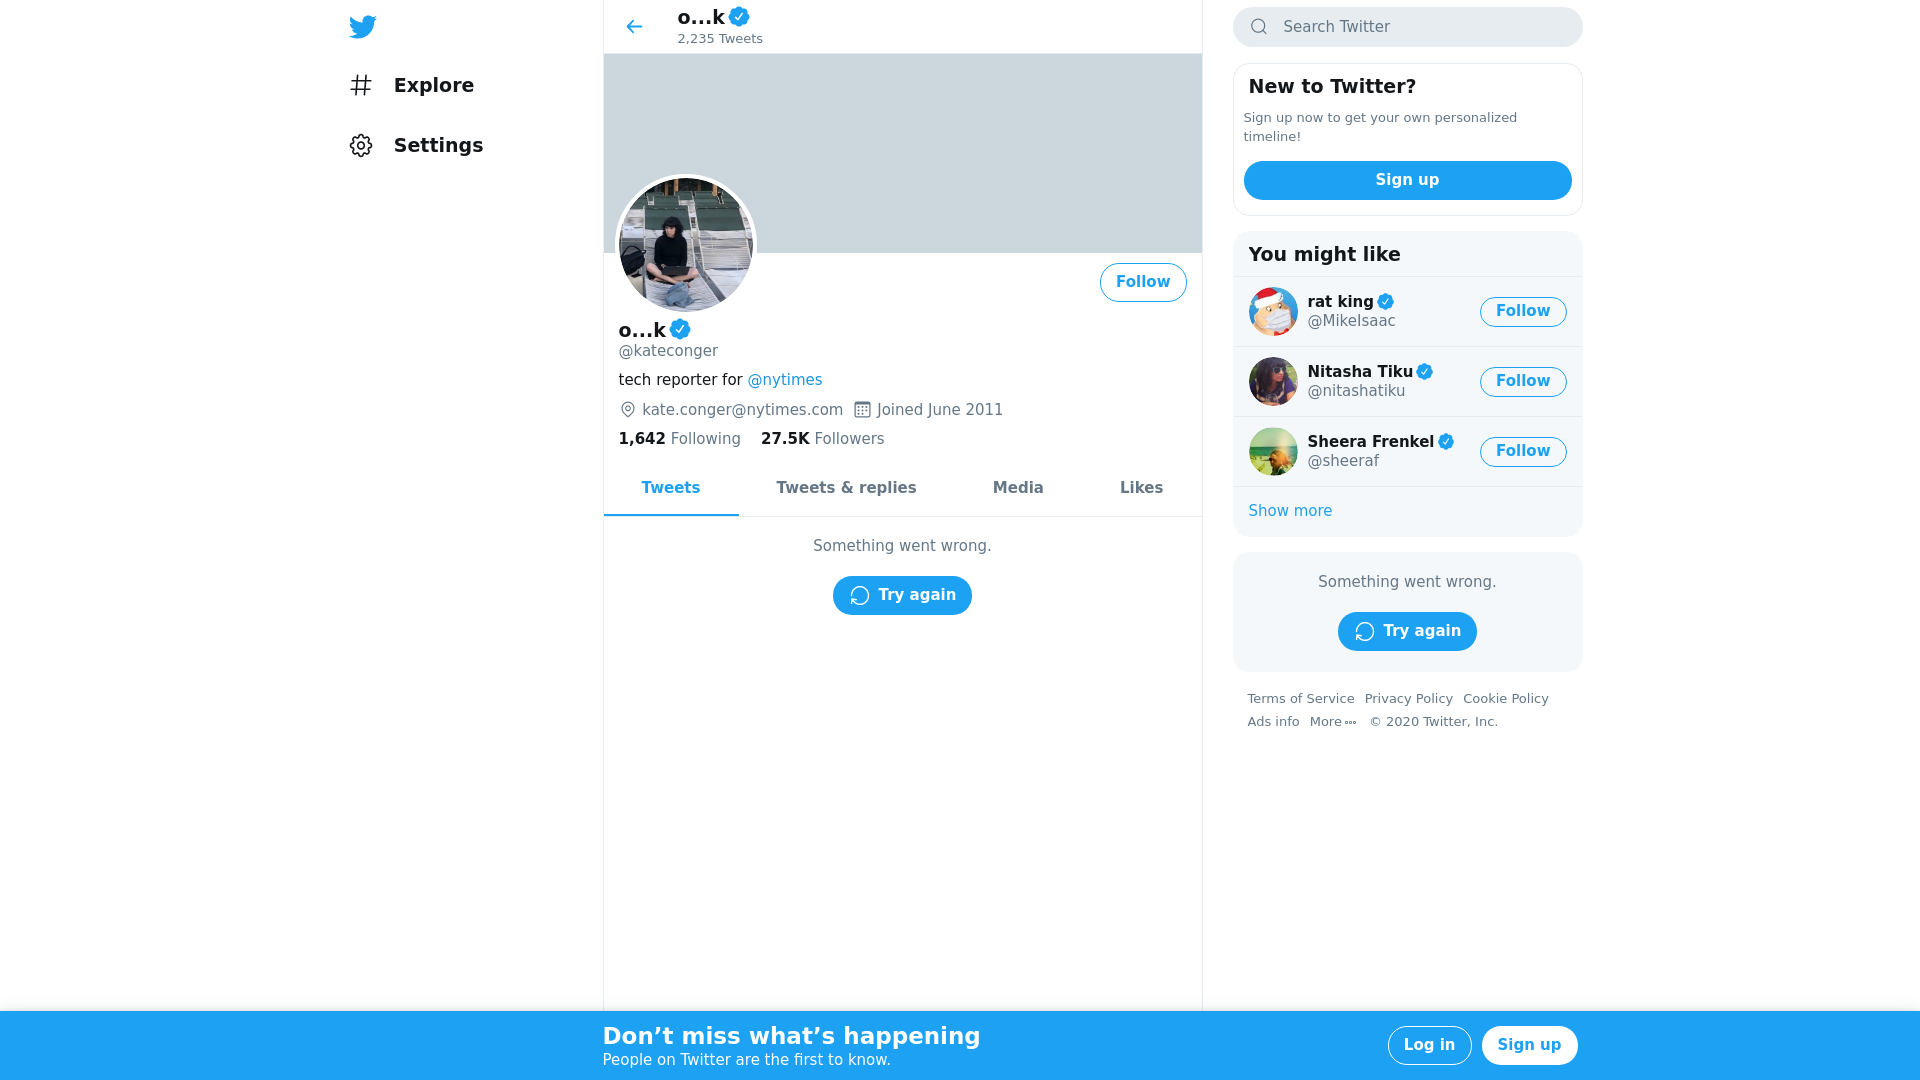 Explore
Settings
o...k
2,235 Tweets
Follow
o...k
@kateconger
tech reporter for @nytimes
kate.conger@nytimes.com Joined June 2011
1,642 Following 27.5K Followers
Tweets Tweets & replies Media Likes
Something went wrong.
Try again
Search Twitter
New to Twitter?
Sign up now to get your own personalized
timeline!
Sign up
You might like
rat king
@MikeIsaac
Follow
Nitasha Tiku
@nitashatiku
Follow
Sheera Frenkel
@sheeraf
Follow
Show more
Something went wrong.
Try again
Terms of Service Privacy Policy Cookie Policy
Ads info More © 2020 Twitter, Inc.
Don’t miss what’s happening
People on Twitter are the first to know.
Log in Sign up